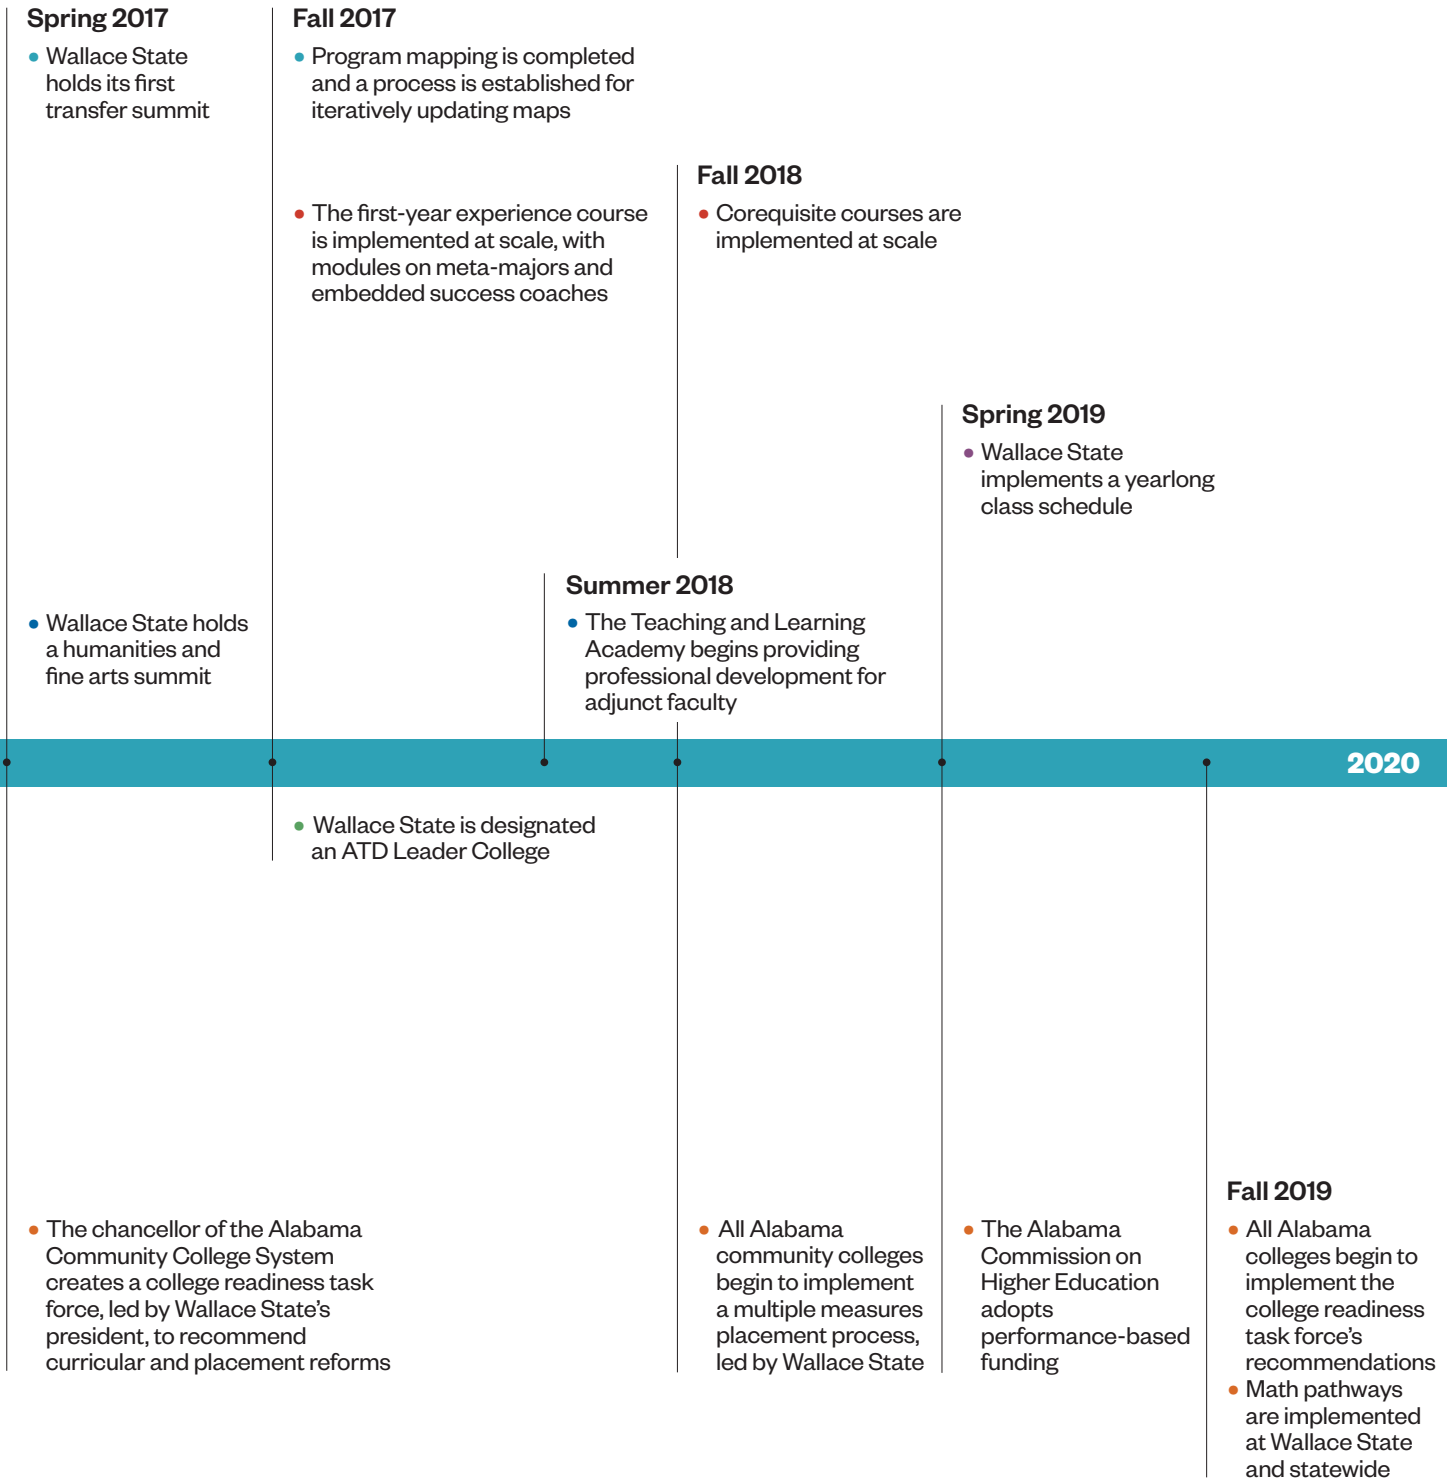 Spring 2017
• Wallace State
holds its first
transfer summit
• Wallace State holds
a humanities and
fine arts summit
• The chancellor of the Alabama
Community College System
creates a college readiness task
force, led by Wallace State’s
president, to recommend
curricular and placement reforms
Fall 2017
• Program mapping is completed
and a process is established for
iteratively updating maps
• The first-year experience course
is implemented at scale, with
modules on meta-majors and
embedded success coaches
• Wallace State is designated
an ATD Leader College
Summer 2018
• The Teaching and Learning
Academy begins providing
professional development for
adjunct faculty
Fall 2018
• Corequisite courses are
implemented at scale
• All Alabama
community colleges
begin to implement
a multiple measures
placement process,
led by Wallace State
Spring 2019
• Wallace State
implements a yearlong
class schedule
• The Alabama
Commission on
Higher Education
adopts
performance-based
funding
2020
Fall 2019
• All Alabama
colleges begin to
implement the
college readiness
task force’s
recommendations
• Math pathways
are implemented
at Wallace State
and statewide